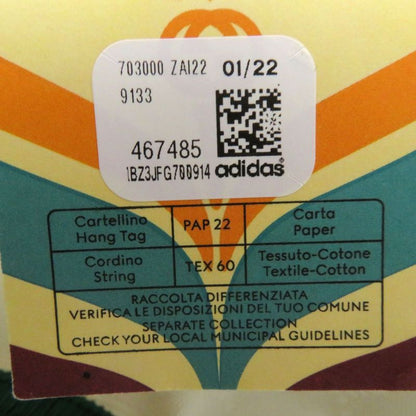 703000 ZAI22 01/22
9133
467485
1BZ3JFG700914 adidas
Cartellino Hang Tag PAP 22 Carta Paper
Cordino String TEX 60 Tessuto-Cotone Textile-Cotton
RACCOLTA DIFFERENZIATA
VERIFICA LE DISPOSIZIONI DEL TUO COMUNE
SEPARATE COLLECTION
CHECK YOUR LOCAL MUNICIPAL GUIDELINES